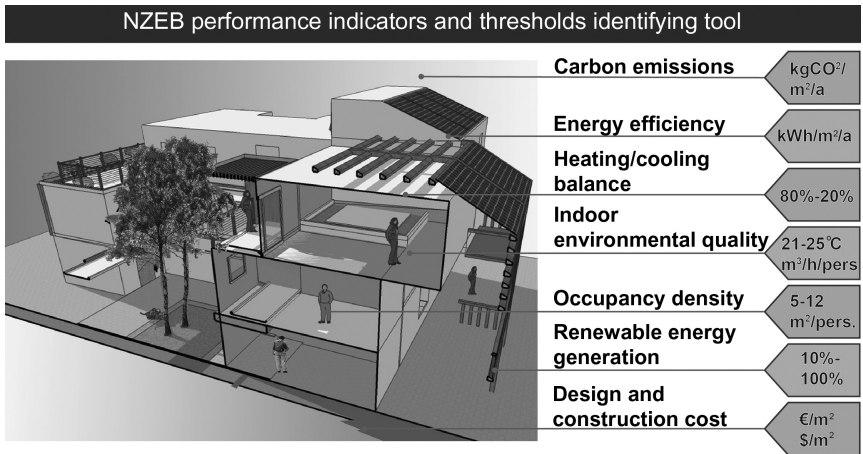 NZEB performance indicators and thresholds identifying tool
Carbon emissions
kgCO²/
m²/a
Energy efficiency
kWh/m²/a
Heating/cooling
balance
80%-20%
Indoor
environmental quality
21-25℃
m³/h/pers
Occupancy density
5-12
m²/pers.
Renewable energy
generation
10%-
100%
Design and
construction cost
€/m²
$/m²